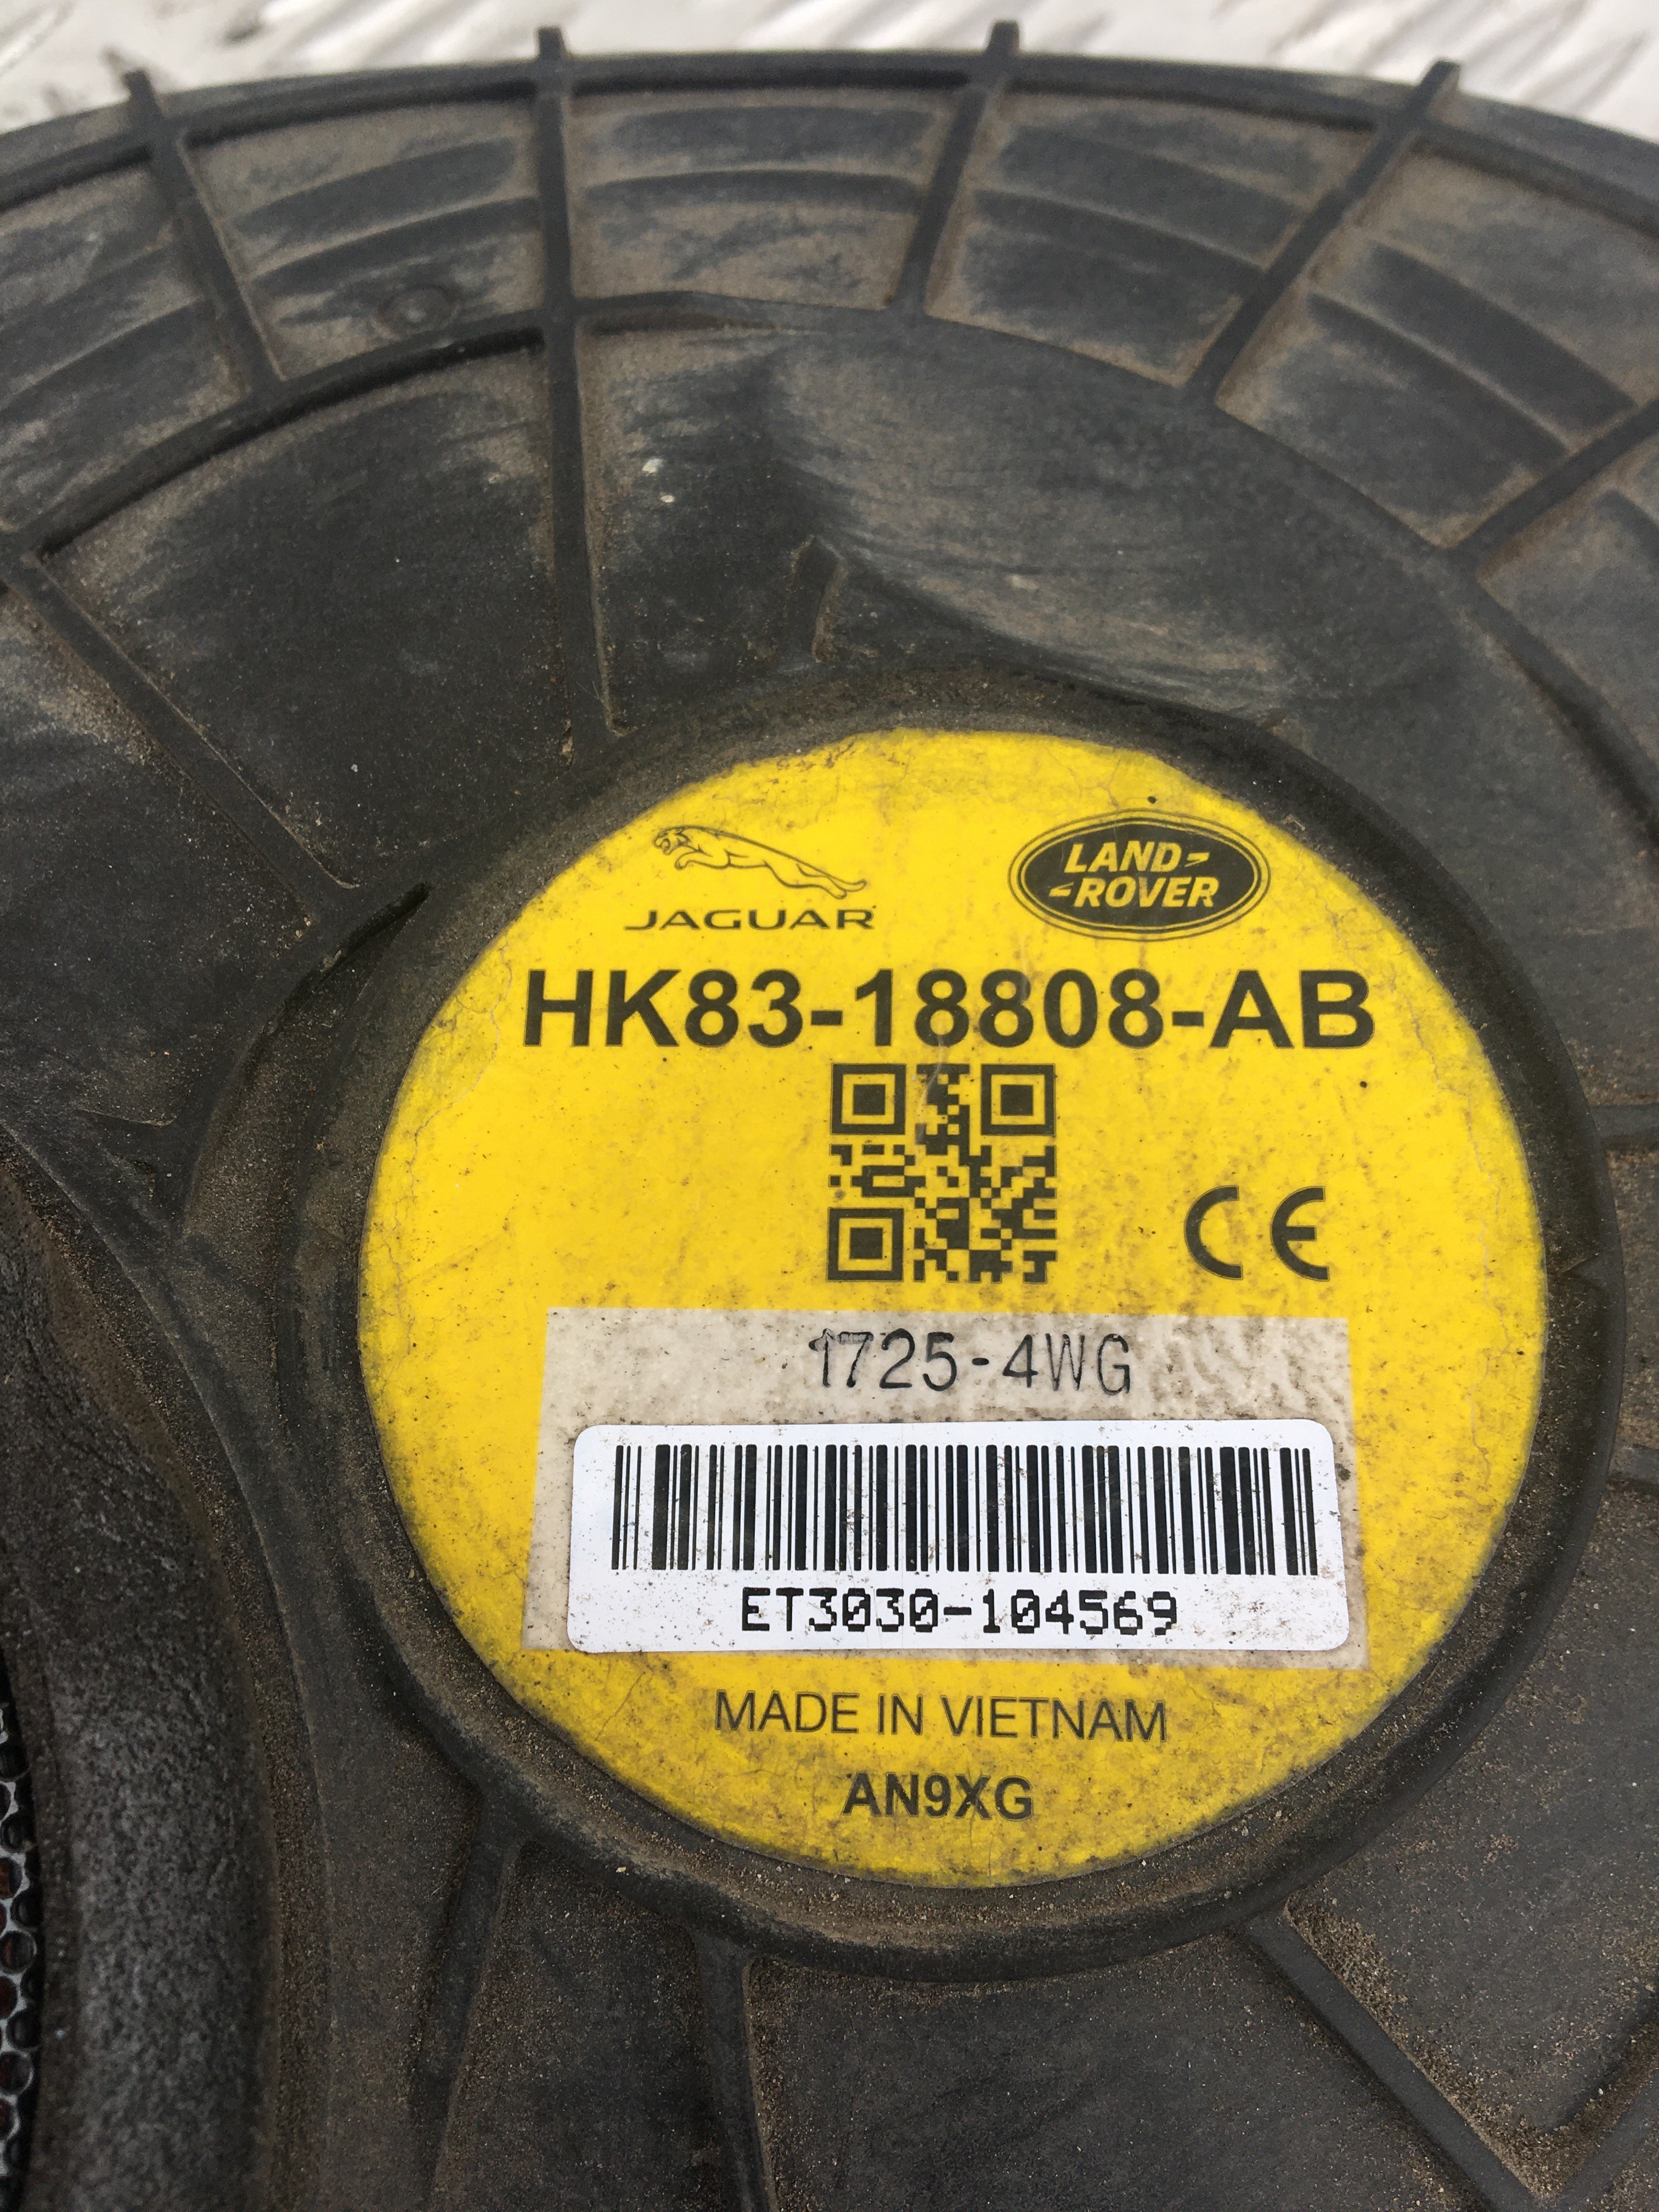 JAGUAR
LAND-
-ROVER
HK83-18808-AB
CE
1725-4WG
ET3030-104569
MADE IN VIETNAM
AN9XG